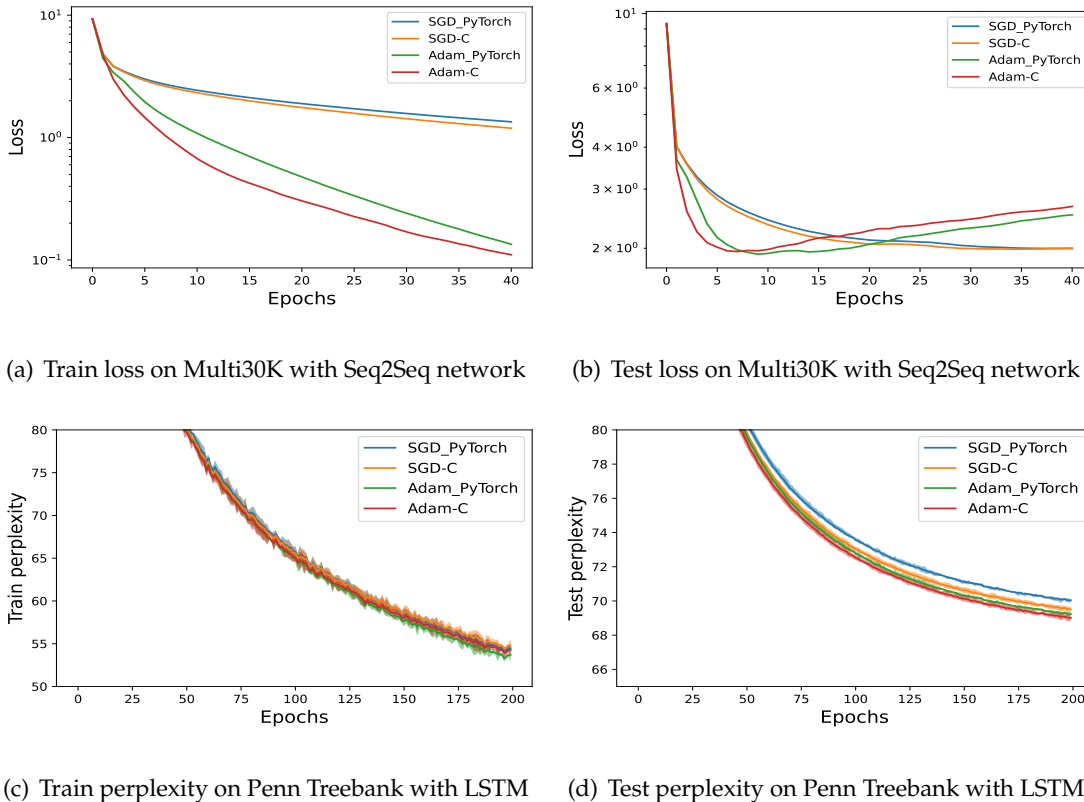 10¹
10⁰
10⁻¹
Loss
0 5 10 15 20 25 30 35 40
Epochs
SGD_PyTorch
SGD-C
Adam_PyTorch
Adam-C
10¹
6 × 10⁰
4 × 10⁰
3 × 10⁰
2 × 10⁰
Loss
0 5 10 15 20 25 30 35 40
Epochs
SGD_PyTorch
SGD-C
Adam_PyTorch
Adam-C
(a) Train loss on Multi30K with Seq2Seq network
(b) Test loss on Multi30K with Seq2Seq network
80
75
70
65
60
55
50
Train perplexity
0 25 50 75 100 125 150 175 200
Epochs
SGD_PyTorch
SGD-C
Adam_PyTorch
Adam-C
80
78
76
74
72
70
68
66
Test perplexity
0 25 50 75 100 125 150 175 200
Epochs
SGD_PyTorch
SGD-C
Adam_PyTorch
Adam-C
(c) Train perplexity on Penn Treebank with LSTM
(d) Test perplexity on Penn Treebank with LSTM